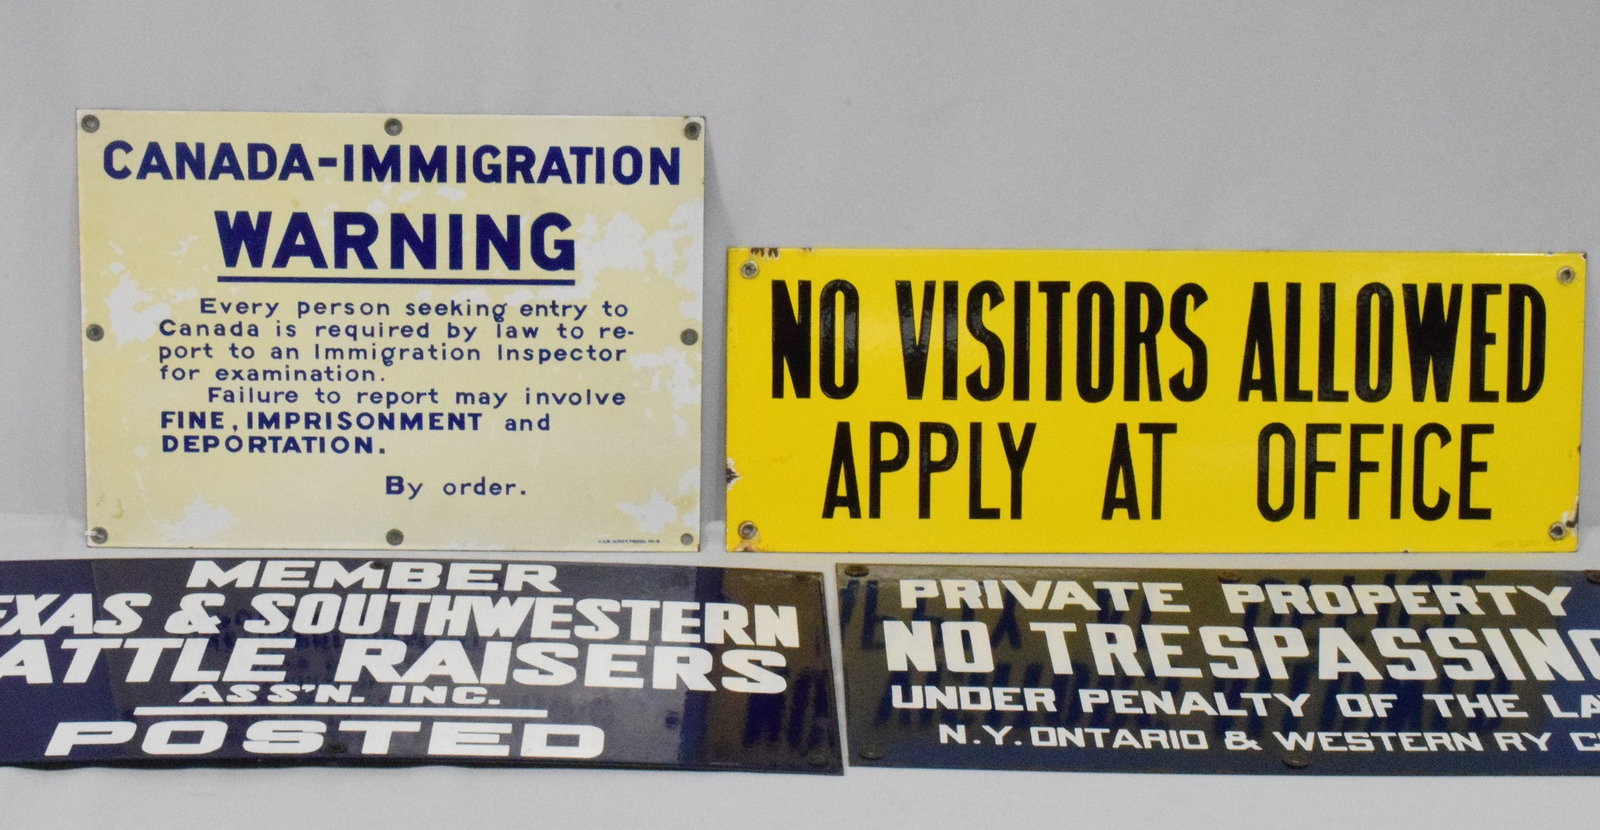 CANADA-IMMIGRATION
WARNING
Every person seeking entry to
Canada is required by law to re-
port to an Immigration Inspector
for examination.
Failure to report may involve
FINE, IMPRISONMENT and
DEPORTATION.
By order.
NO VISITORS ALLOWED
APPLY AT OFFICE
MEMBER
EXAS & SOUTHWESTERN
ATTLE RAISERS
ASS'N. INC.
POSTED
PRIVATE PROPERTY
NO TRESPASSING
UNDER PENALTY OF THE LA
N.Y. ONTARIO & WESTERN RY C